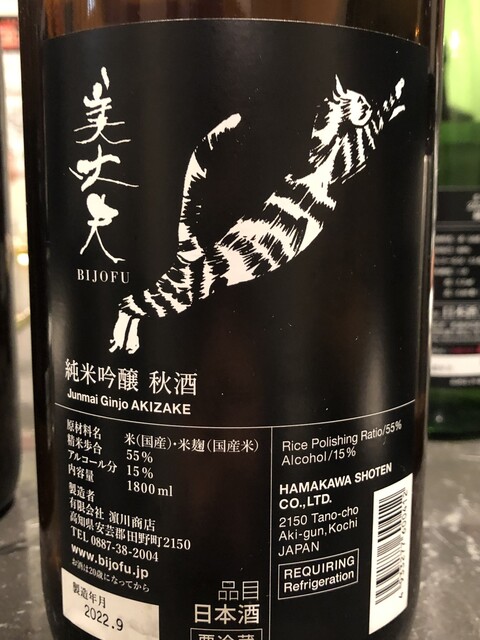 美丈夫
BIJOFU
純米吟醸 秋酒
Junmai Ginjo AKIZAKE
原材料名 米(国産)・米麹(国産米)
精米歩合 55%
アルコール分 15%
内容量 1800ml
製造者
有限会社 濵川商店
高知県安芸郡田野町2150
TEL 0887-38-2004
www.bijofu.jp
お酒は20歳になってから
製造年月
2022.9
品目
日本酒
要冷蔵
Rice Polishing Ratio/55%
Alcohol/15%
HAMAKAWA SHOTEN
CO.,LTD.
2150 Tano-cho
Aki-gun,Kochi
JAPAN
REQUIRING
Refrigeration
日本酒